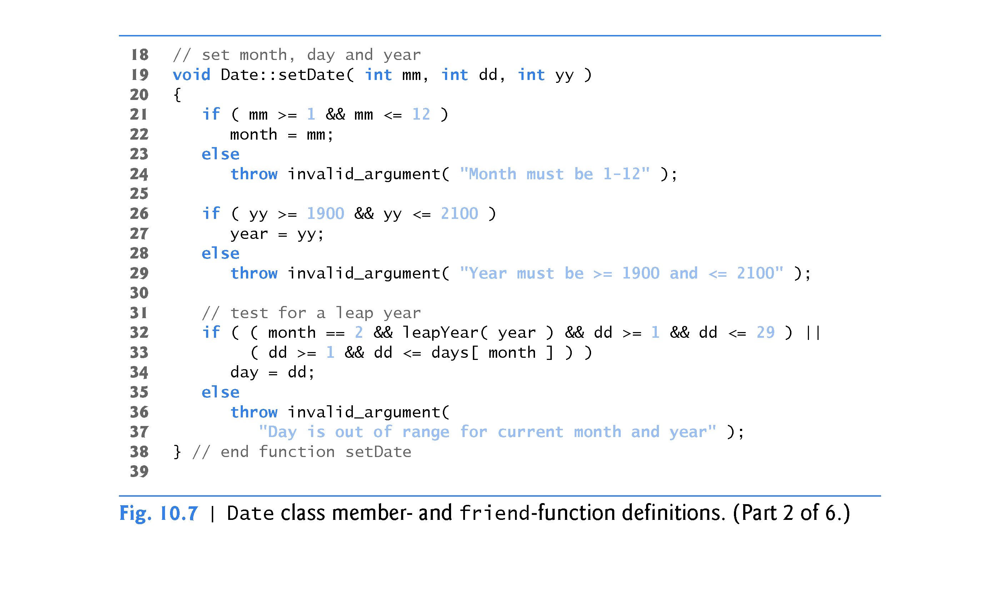 18 // set month, day and year
19 void Date::setDate( int mm, int dd, int yy )
20 {
21    if ( mm >= 1 && mm <= 12 )
22       month = mm;
23    else
24       throw invalid_argument( "Month must be 1-12" );
25
26    if ( yy >= 1900 && yy <= 2100 )
27       year = yy;
28    else
29       throw invalid_argument( "Year must be >= 1900 and <= 2100" );
30
31    // test for a leap year
32    if ( ( month == 2 && leapYear( year ) && dd >= 1 && dd <= 29 ) ||
33         ( dd >= 1 && dd <= days[ month ] ) )
34       day = dd;
35    else
36       throw invalid_argument(
37          "Day is out of range for current month and year" );
38 } // end function setDate
39
Fig. 10.7 | Date class member- and friend-function definitions. (Part 2 of 6.)